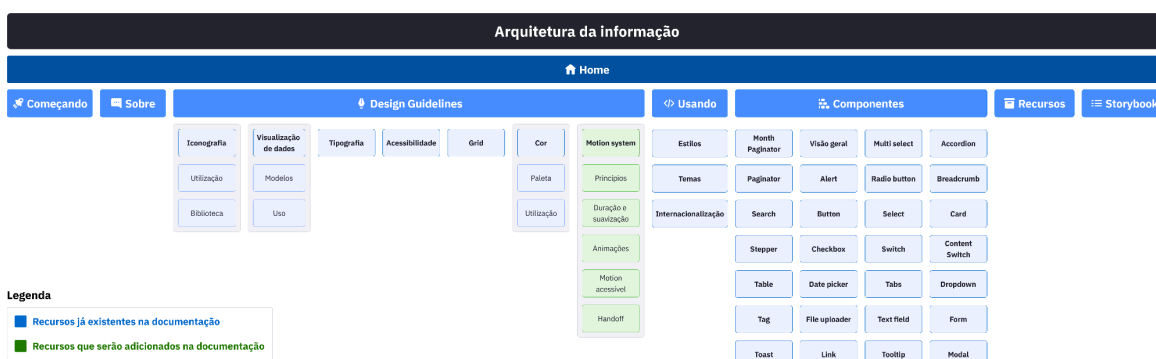 Arquitetura da informação
Home
Começando
Sobre
Design Guidelines
Usando
Componentes
Recursos
Storybook
Iconografia
Utilização
Biblioteca
Visualização
de dados
Modelos
Uso
Tipografia
Acessibilidade
Grid
Cor
Paleta
Utilização
Motion system
Princípios
Duração e
suavização
Animações
Motion
acessível
Handoff
Estilos
Temas
Internacionalização
Month
Paginator
Visão geral
Multi select
Accordion
Paginator
Alert
Radio button
Breadcrumb
Search
Button
Select
Card
Stepper
Checkbox
Switch
Content
Switch
Table
Date picker
Tabs
Dropdown
Tag
File uploader
Text field
Form
Toast
Link
Tooltip
Modal
Legenda
Recursos já existentes na documentação
Recursos que serão adicionados na documentação